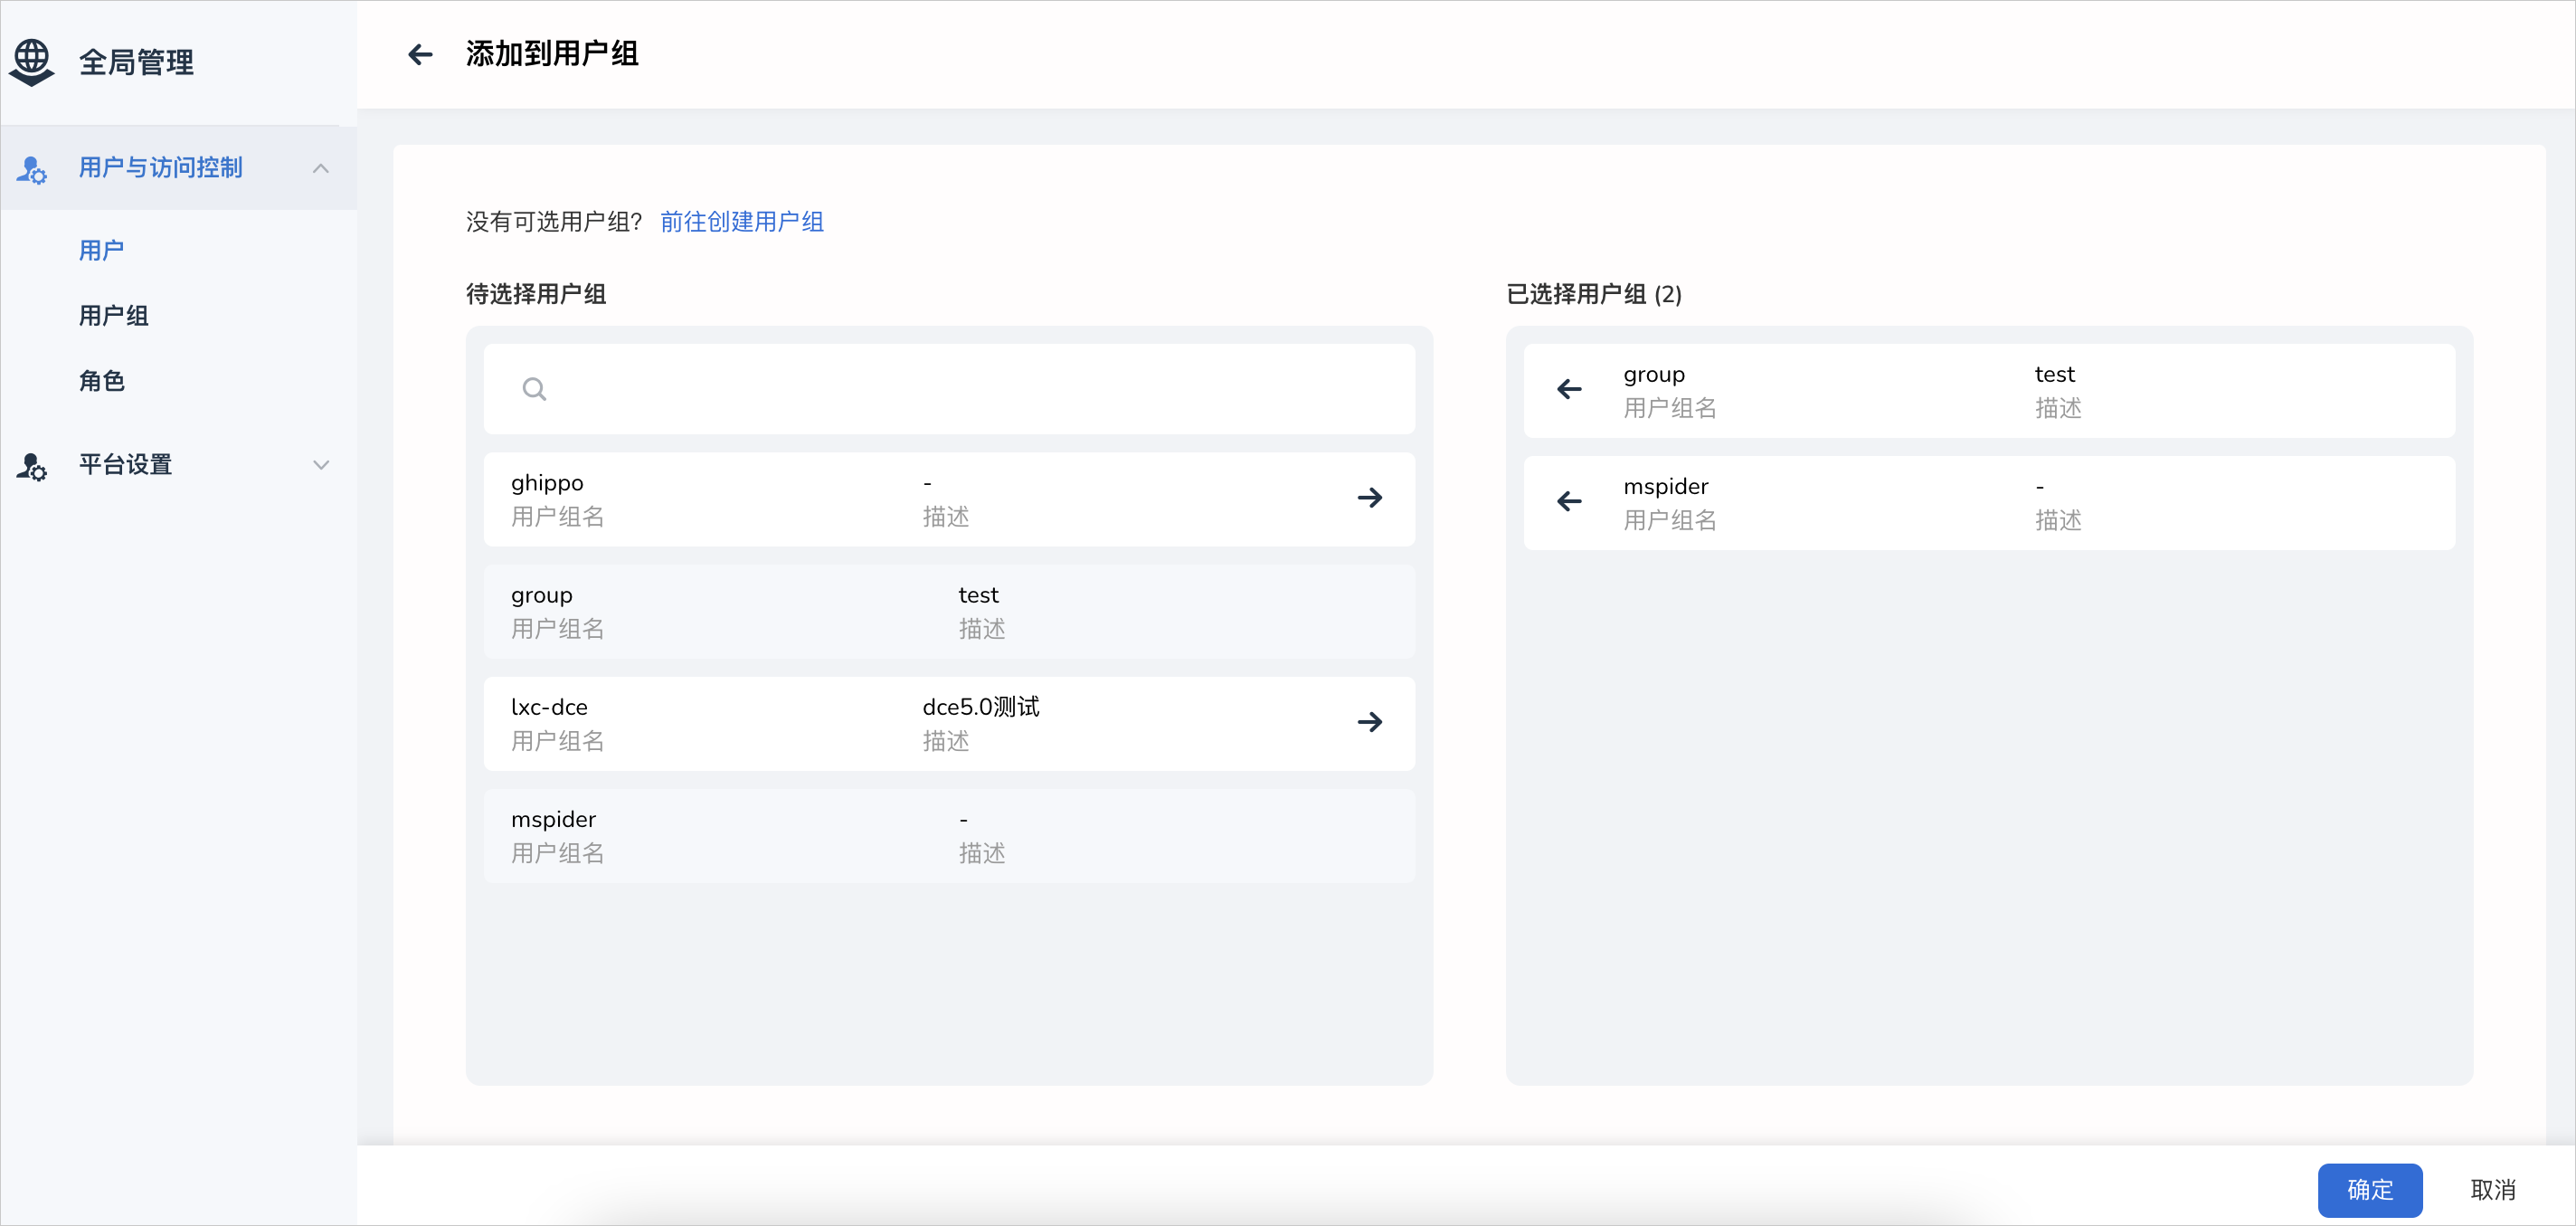 全局管理
用户与访问控制
用户
用户组
角色
平台设置
添加到用户组
没有可选用户组? 前往创建用户组
待选择用户组
ghippo -
用户组名 描述
group test
用户组名 描述
lxc-dce dce5.0测试
用户组名 描述
mspider -
用户组名 描述
已选择用户组 (2)
group test
用户组名 描述
mspider -
用户组名 描述
确定 取消